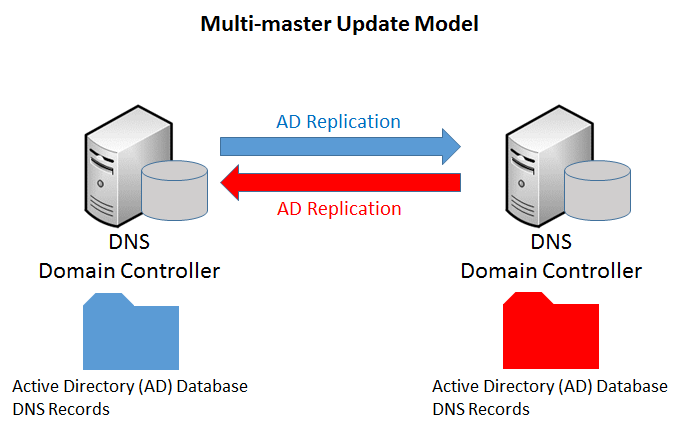 Multi-master Update Model
AD Replication
AD Replication
DNS
Domain Controller
DNS
Domain Controller
Active Directory (AD) Database
DNS Records
Active Directory (AD) Database
DNS Records